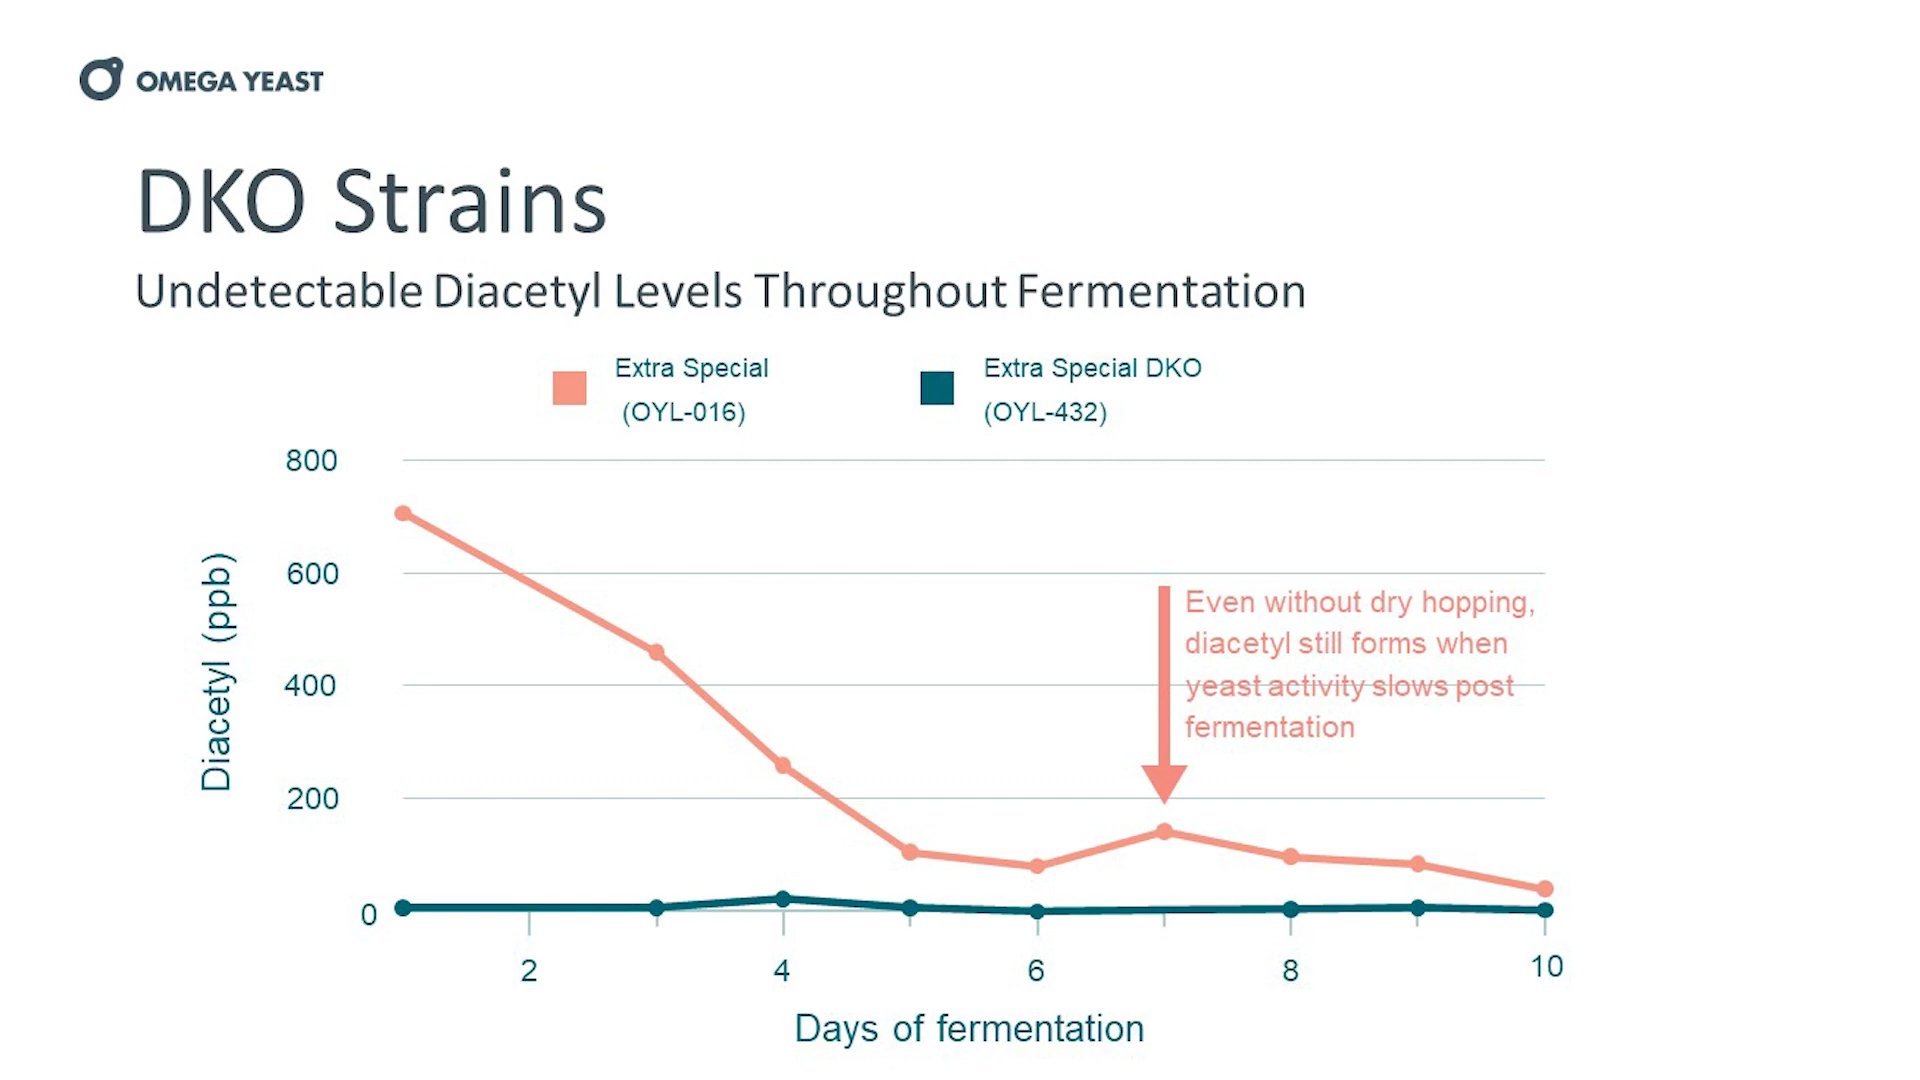 OMEGA YEAST
DKO Strains
Undetectable Diacetyl Levels Throughout Fermentation
Extra Special
(OYL-016)
Extra Special DKO
(OYL-432)
800
600
400
200
0
Diacetyl (ppb)
Even without dry hopping,
diacetyl still forms when
yeast activity slows post
fermentation
2
4
6
8
10
Days of fermentation